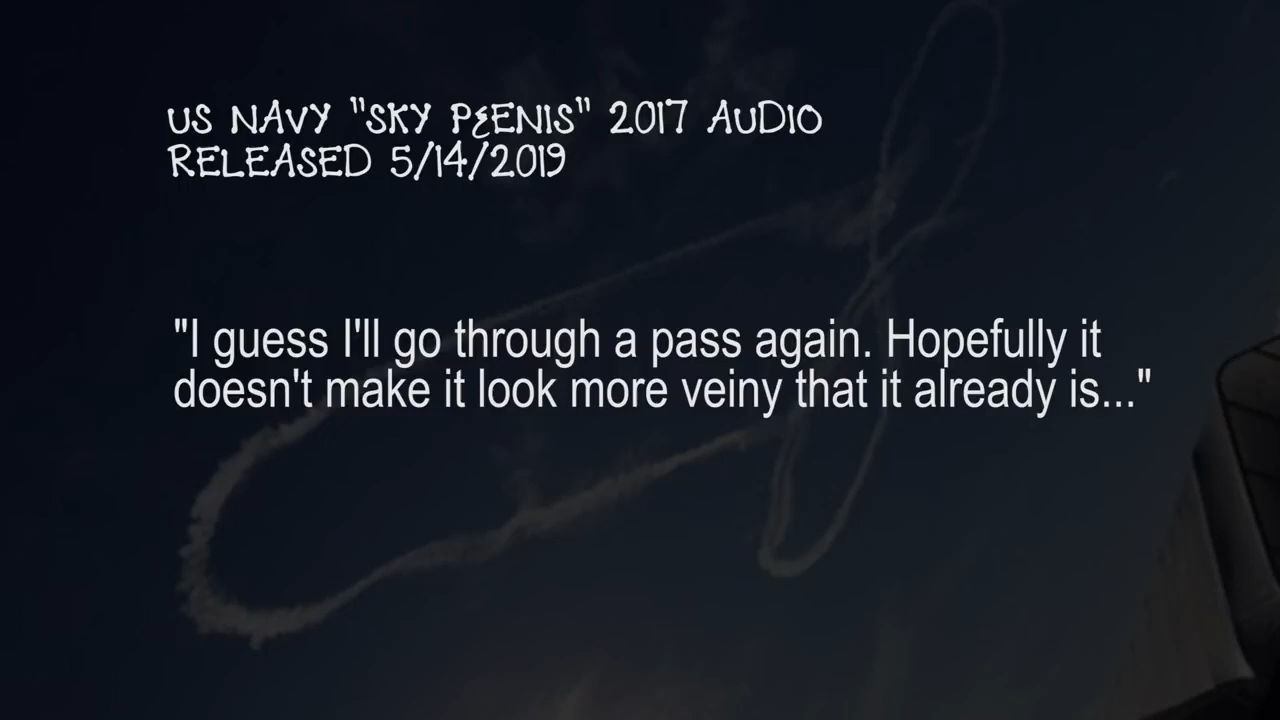 US NAVY "SKY PƐENIS" 2017 AUDIO
RELEASED 5/14/2019
"I guess I'll go through a pass again. Hopefully it
doesn't make it look more veiny that it already is..."